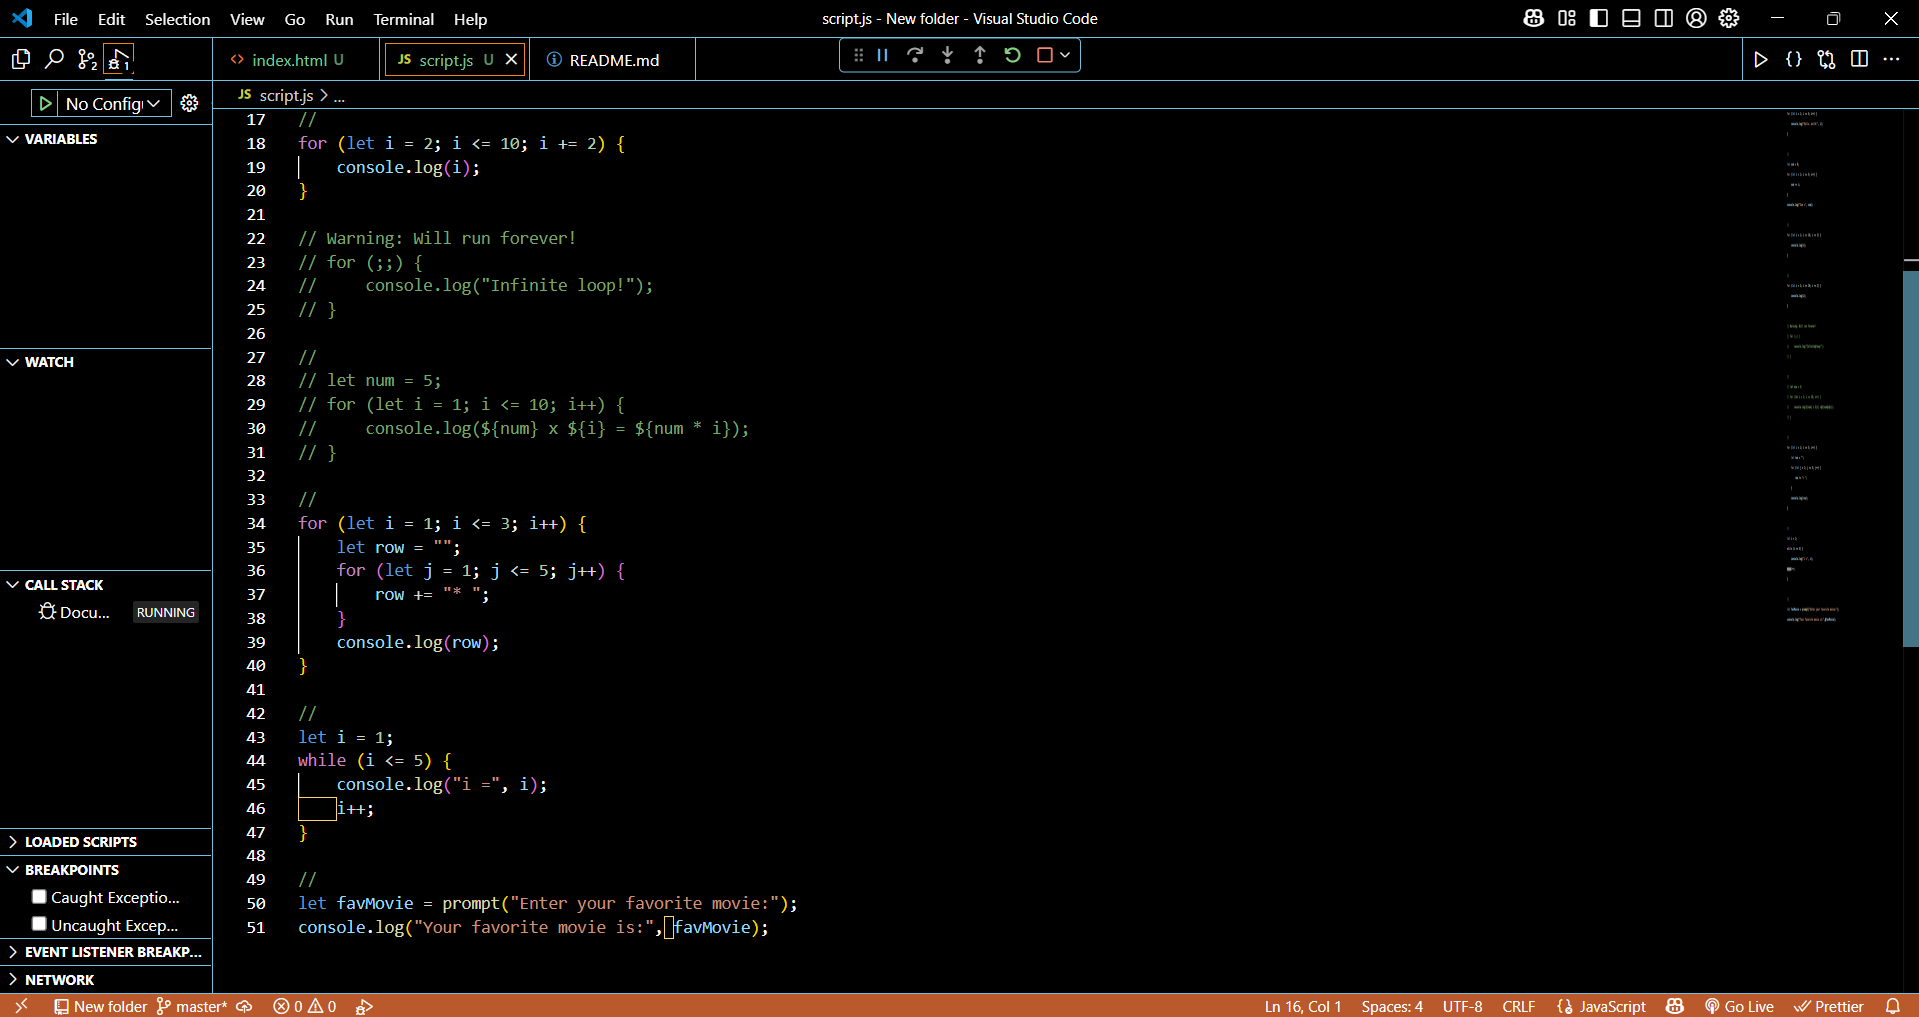 File Edit Selection View Go Run Terminal Help script.js - New folder - Visual Studio Code
2 1 index.html U JS script.js U README.md
No Config JS script.js > ...
VARIABLES
WATCH
CALL STACK
Docu... RUNNING
LOADED SCRIPTS
BREAKPOINTS
Caught Exceptio...
Uncaught Excep...
EVENT LISTENER BREAKP...
NETWORK
17 //
18 for (let i = 2; i <= 10; i += 2) {
19     console.log(i);
20 }
21
22 // Warning: Will run forever!
23 // for (;;) {
24 //     console.log("Infinite loop!");
25 // }
26
27 //
28 // let num = 5;
29 // for (let i = 1; i <= 10; i++) {
30 //     console.log(${num} x ${i} = ${num * i});
31 // }
32
33 //
34 for (let i = 1; i <= 3; i++) {
35     let row = "";
36     for (let j = 1; j <= 5; j++) {
37         row += "* ";
38     }
39     console.log(row);
40 }
41
42 //
43 let i = 1;
44 while (i <= 5) {
45     console.log("i =", i);
46     i++;
47 }
48
49 //
50 let favMovie = prompt("Enter your favorite movie:");
51 console.log("Your favorite movie is:", favMovie);
New folder master* 0 0 Ln 16, Col 1 Spaces: 4 UTF-8 CRLF JavaScript Go Live Prettier